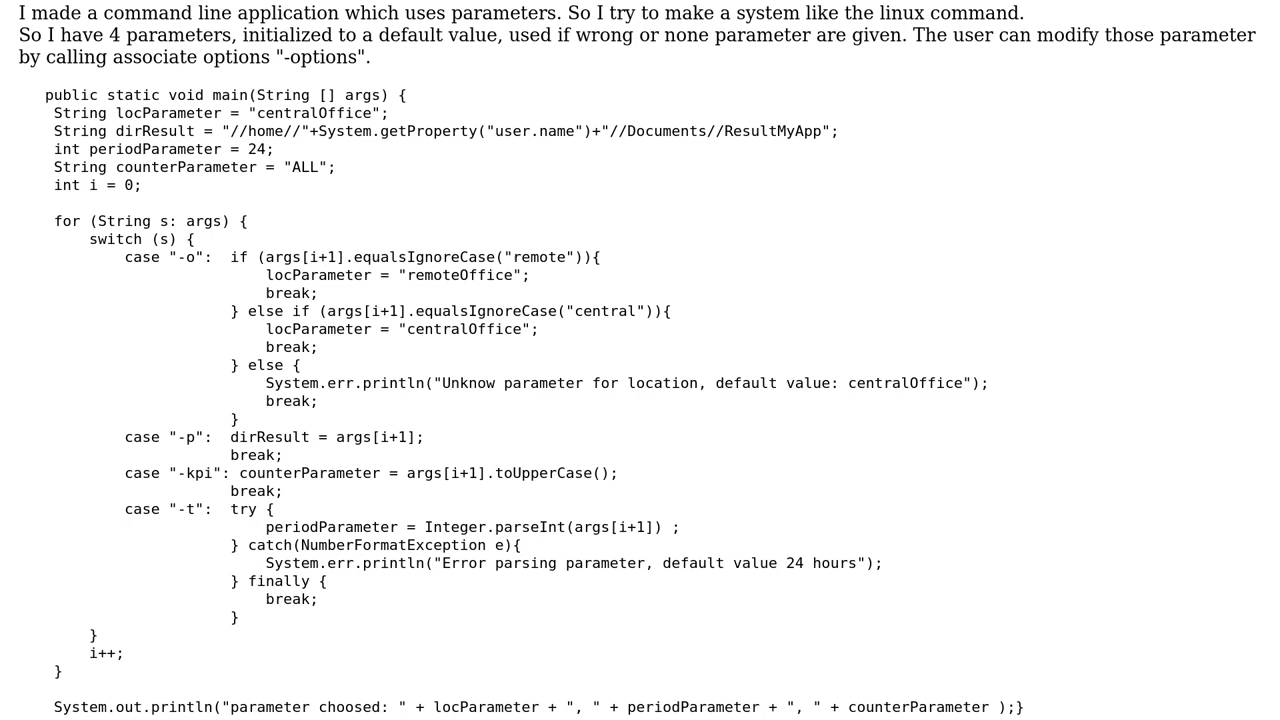 I made a command line application which uses parameters. So I try to make a system like the linux command.
So I have 4 parameters, initialized to a default value, used if wrong or none parameter are given. The user can modify those parameter
by calling associate options "-options".
public static void main(String [] args) {
String locParameter = "centralOffice";
String dirResult = "//home//"+System.getProperty("user.name")+"//Documents//ResultMyApp";
int periodParameter = 24;
String counterParameter = "ALL";
int i = 0;
for (String s: args) {
switch (s) {
case "-o":  if (args[i+1].equalsIgnoreCase("remote")){
locParameter = "remoteOffice";
break;
} else if (args[i+1].equalsIgnoreCase("central")){
locParameter = "centralOffice";
break;
} else {
System.err.println("Unknow parameter for location, default value: centralOffice");
break;
}
case "-p":  dirResult = args[i+1];
break;
case "-kpi": counterParameter = args[i+1].toUpperCase();
break;
case "-t":  try {
periodParameter = Integer.parseInt(args[i+1]) ;
} catch(NumberFormatException e){
System.err.println("Error parsing parameter, default value 24 hours");
} finally {
break;
}
}
i++;
}
System.out.println("parameter choosed: " + locParameter + ", " + periodParameter + ", " + counterParameter );}